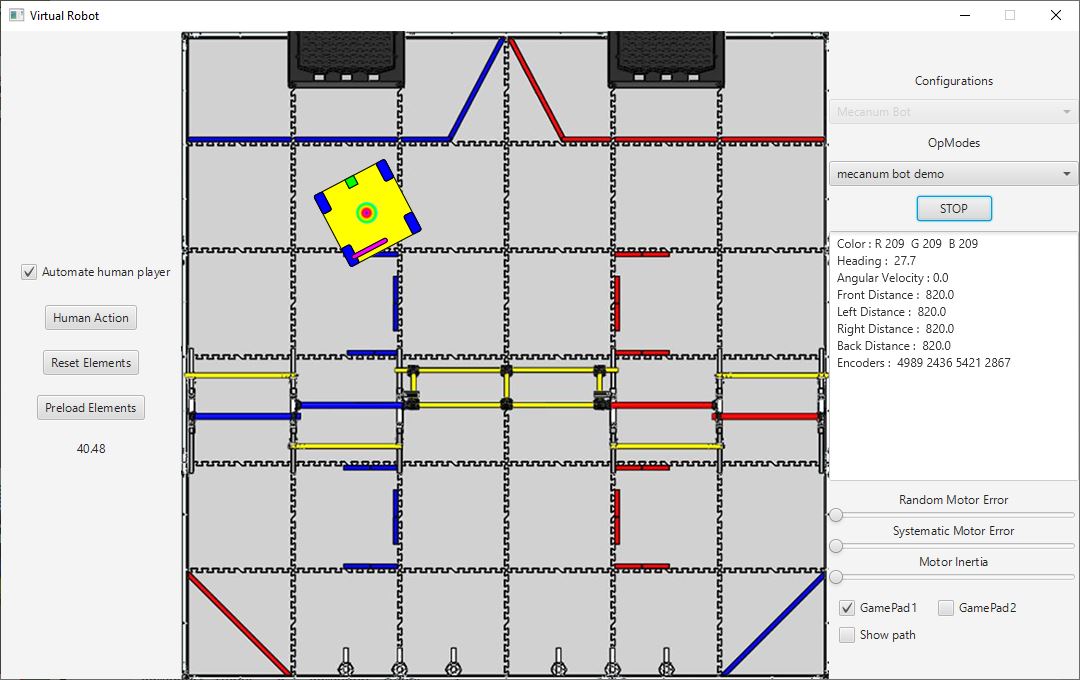 Virtual Robot
Configurations
Mecanum Bot
OpModes
mecanum bot demo
STOP
Color : R 209 G 209 B 209
Heading : 27.7
Angular Velocity : 0.0
Front Distance : 820.0
Left Distance : 820.0
Right Distance : 820.0
Back Distance : 820.0
Encoders : 4989 2436 5421 2867
Automate human player
Human Action
Reset Elements
Preload Elements
40.48
Random Motor Error
Systematic Motor Error
Motor Inertia
GamePad1 GamePad2
Show path